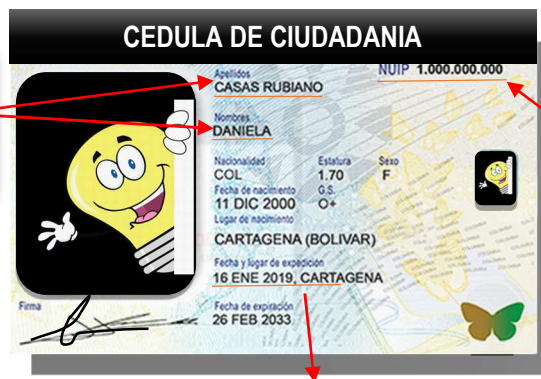 CEDULA DE CIUDADANIA
Apellidos
CASAS RUBIANO
NUIP 1.000.000.000
Nombres
DANIELA
Nacionalidad Estatura Sexo
COL 1.70 F
Fecha de nacimiento G.S.
11 DIC 2000 O+
Lugar de nacimiento
CARTAGENA (BOLIVAR)
Fecha y lugar de expedición
16 ENE 2019, CARTAGENA
Firma
Fecha de expiración
26 FEB 2033